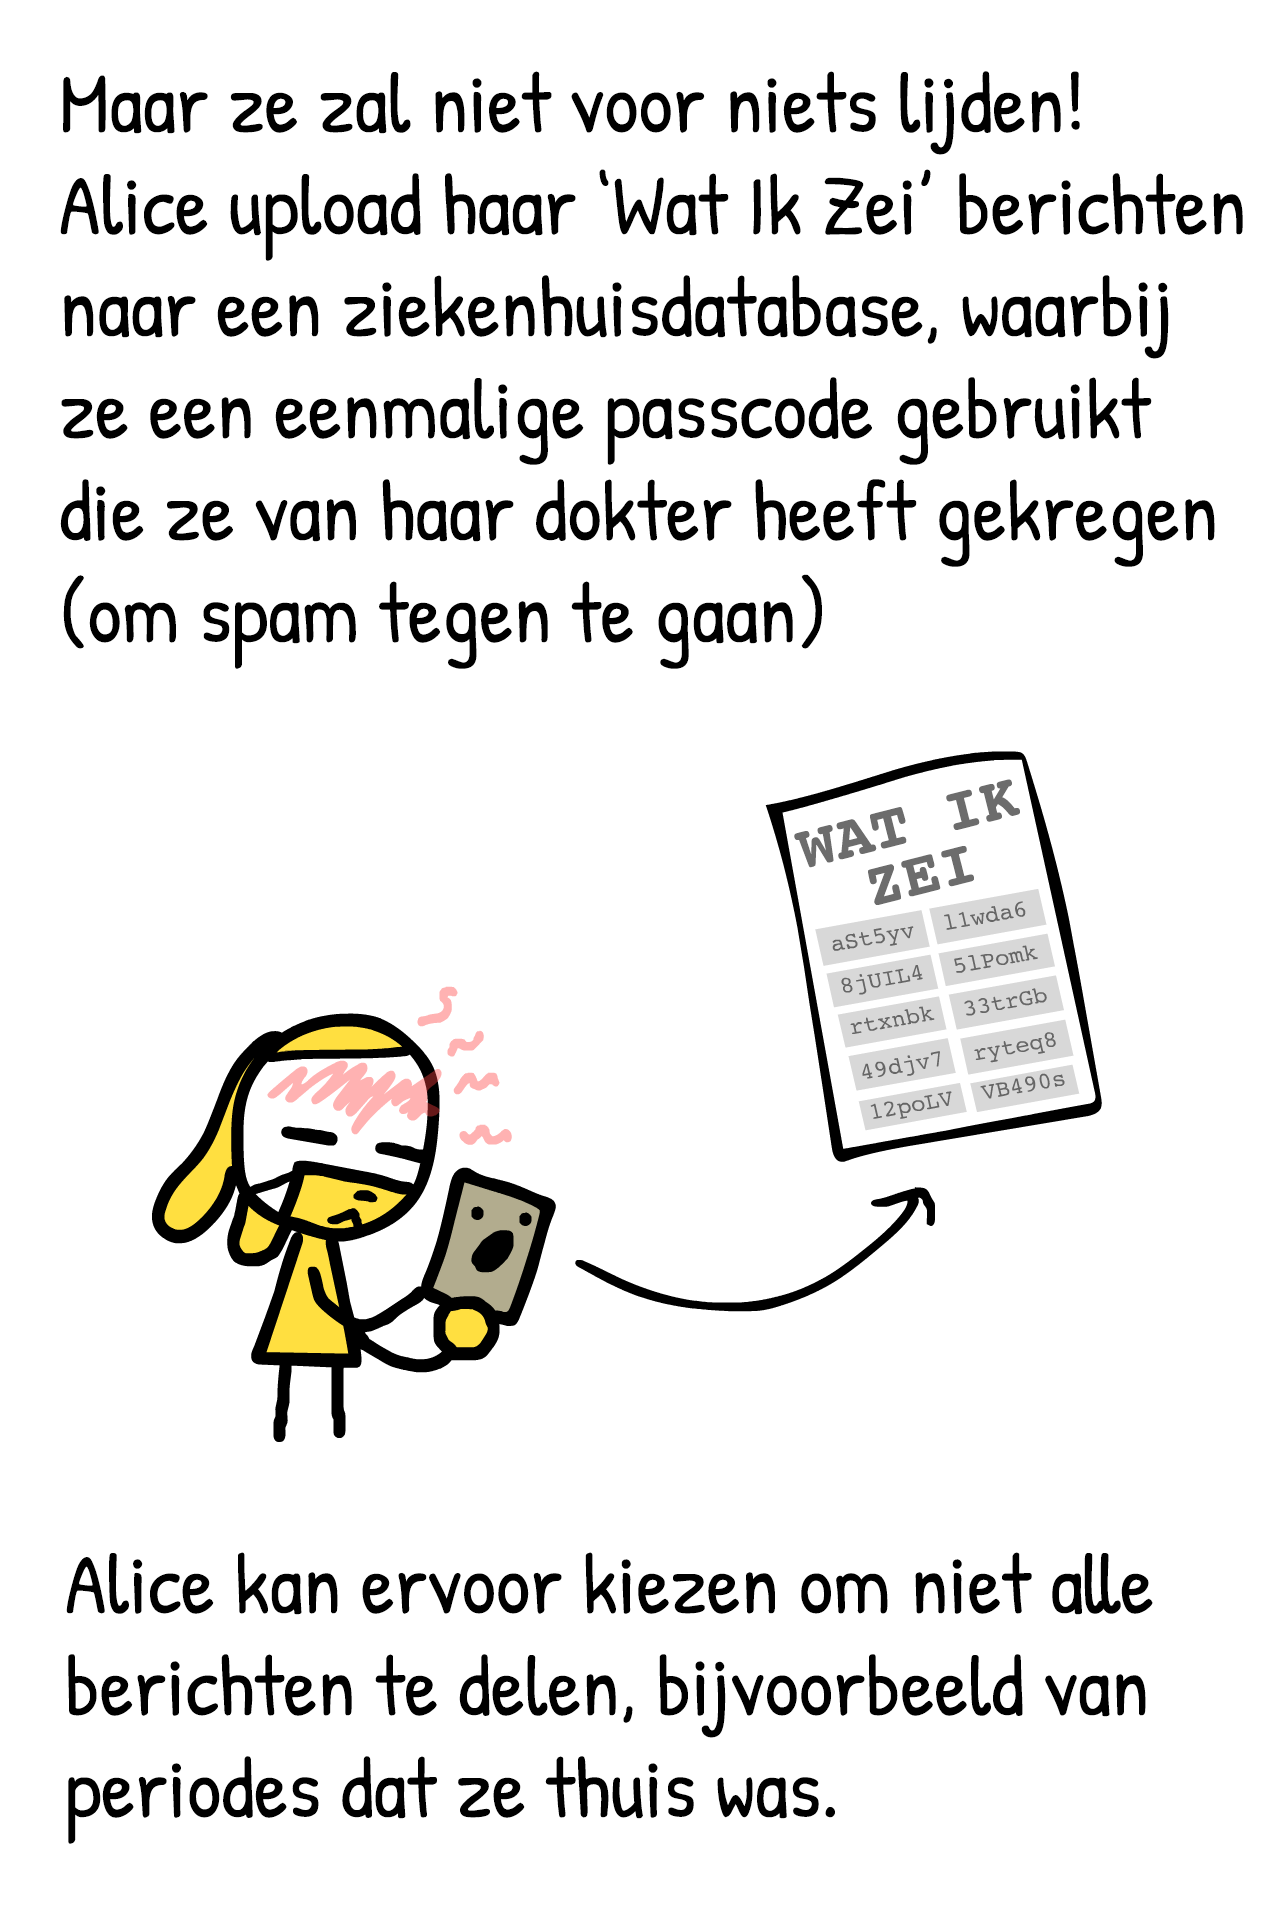 Maar ze zal niet voor niets lijden!
Alice upload haar ‘Wat Ik Zei’ berichten
naar een ziekenhuisdatabase, waarbij
ze een eenmalige passcode gebruikt
die ze van haar dokter heeft gekregen
(om spam tegen te gaan)
WAT IK
ZEI
aSt5yv l1wda6
8jUIL4 5lPomk
rtxnbk 33trGb
49djv7 ryteq8
12poLV VB490s
Alice kan ervoor kiezen om niet alle
berichten te delen, bijvoorbeeld van
periodes dat ze thuis was.